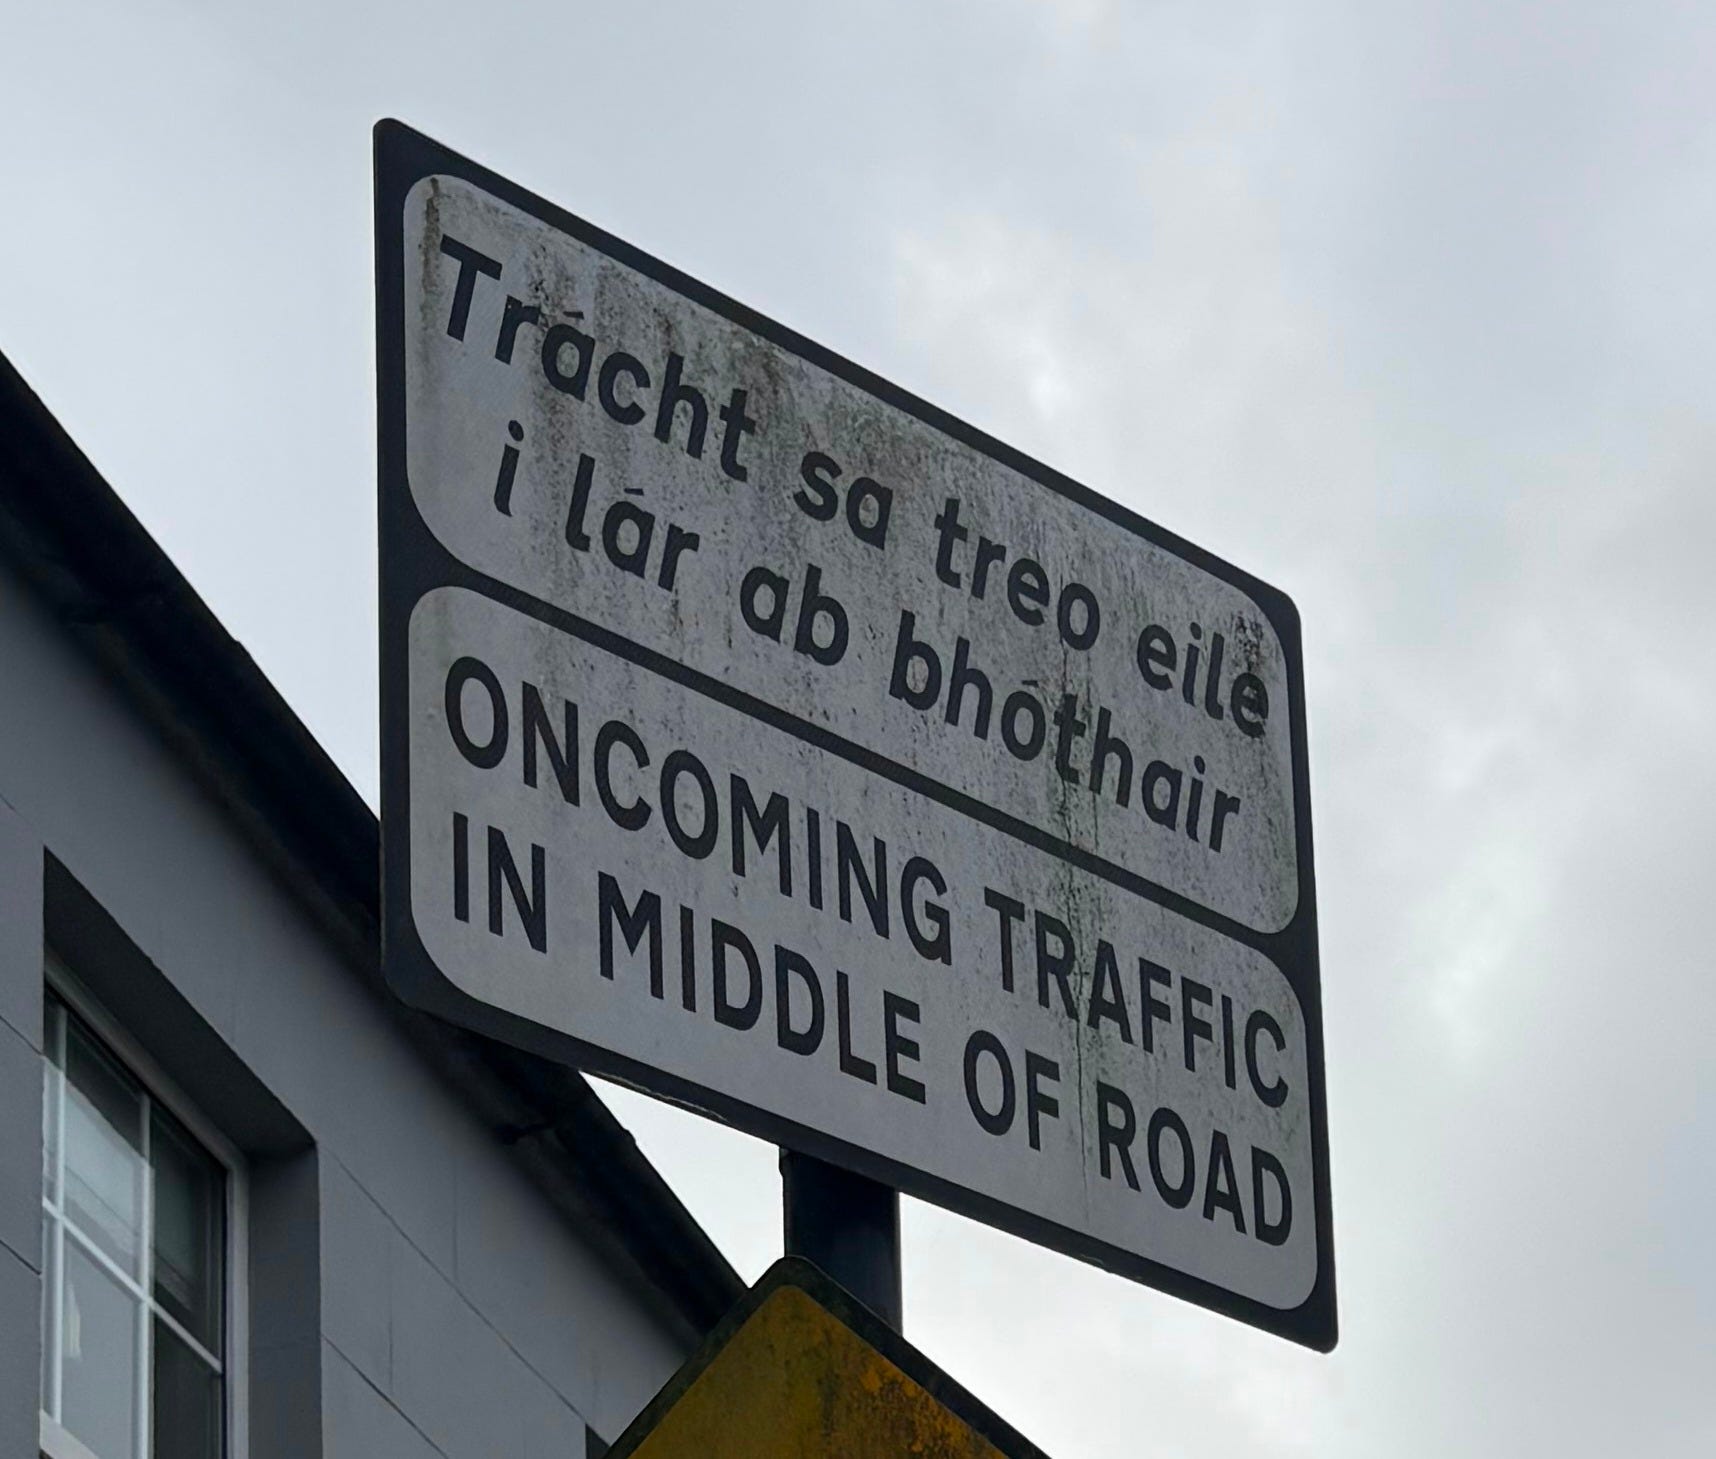 Trácht sa treo eile
i lár ab bhóthair
ONCOMING TRAFFIC
IN MIDDLE OF ROAD